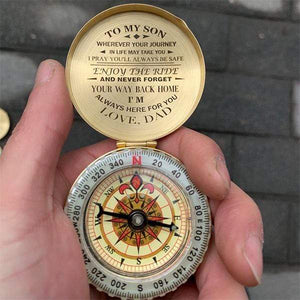 TO MY SON
WHEREVER YOUR JOURNEY
IN LIFE MAY TAKE YOU
I PRAY YOU'LL ALWAYS BE SAFE
ENJOY THE RIDE
AND NEVER FORGET
YOUR WAY BACK HOME
I'M
ALWAYS HERE FOR YOU
LOVE, DAD
N